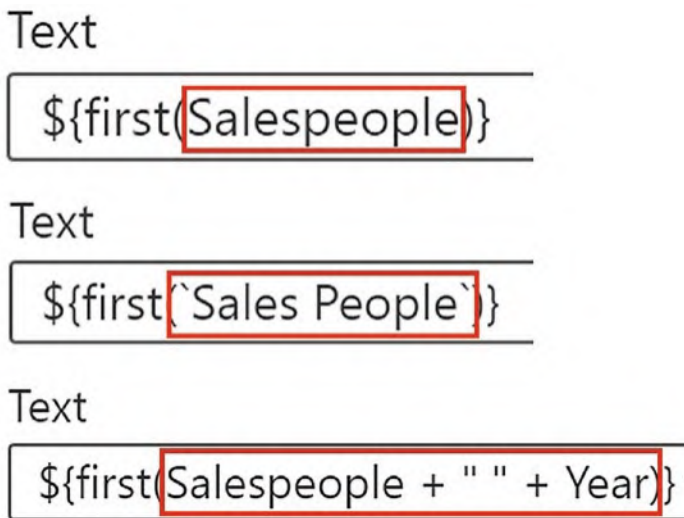 Text
${first(Salespeople)}
Text
${first(`Sales People`)}
Text
${first(Salespeople + " " + Year)}